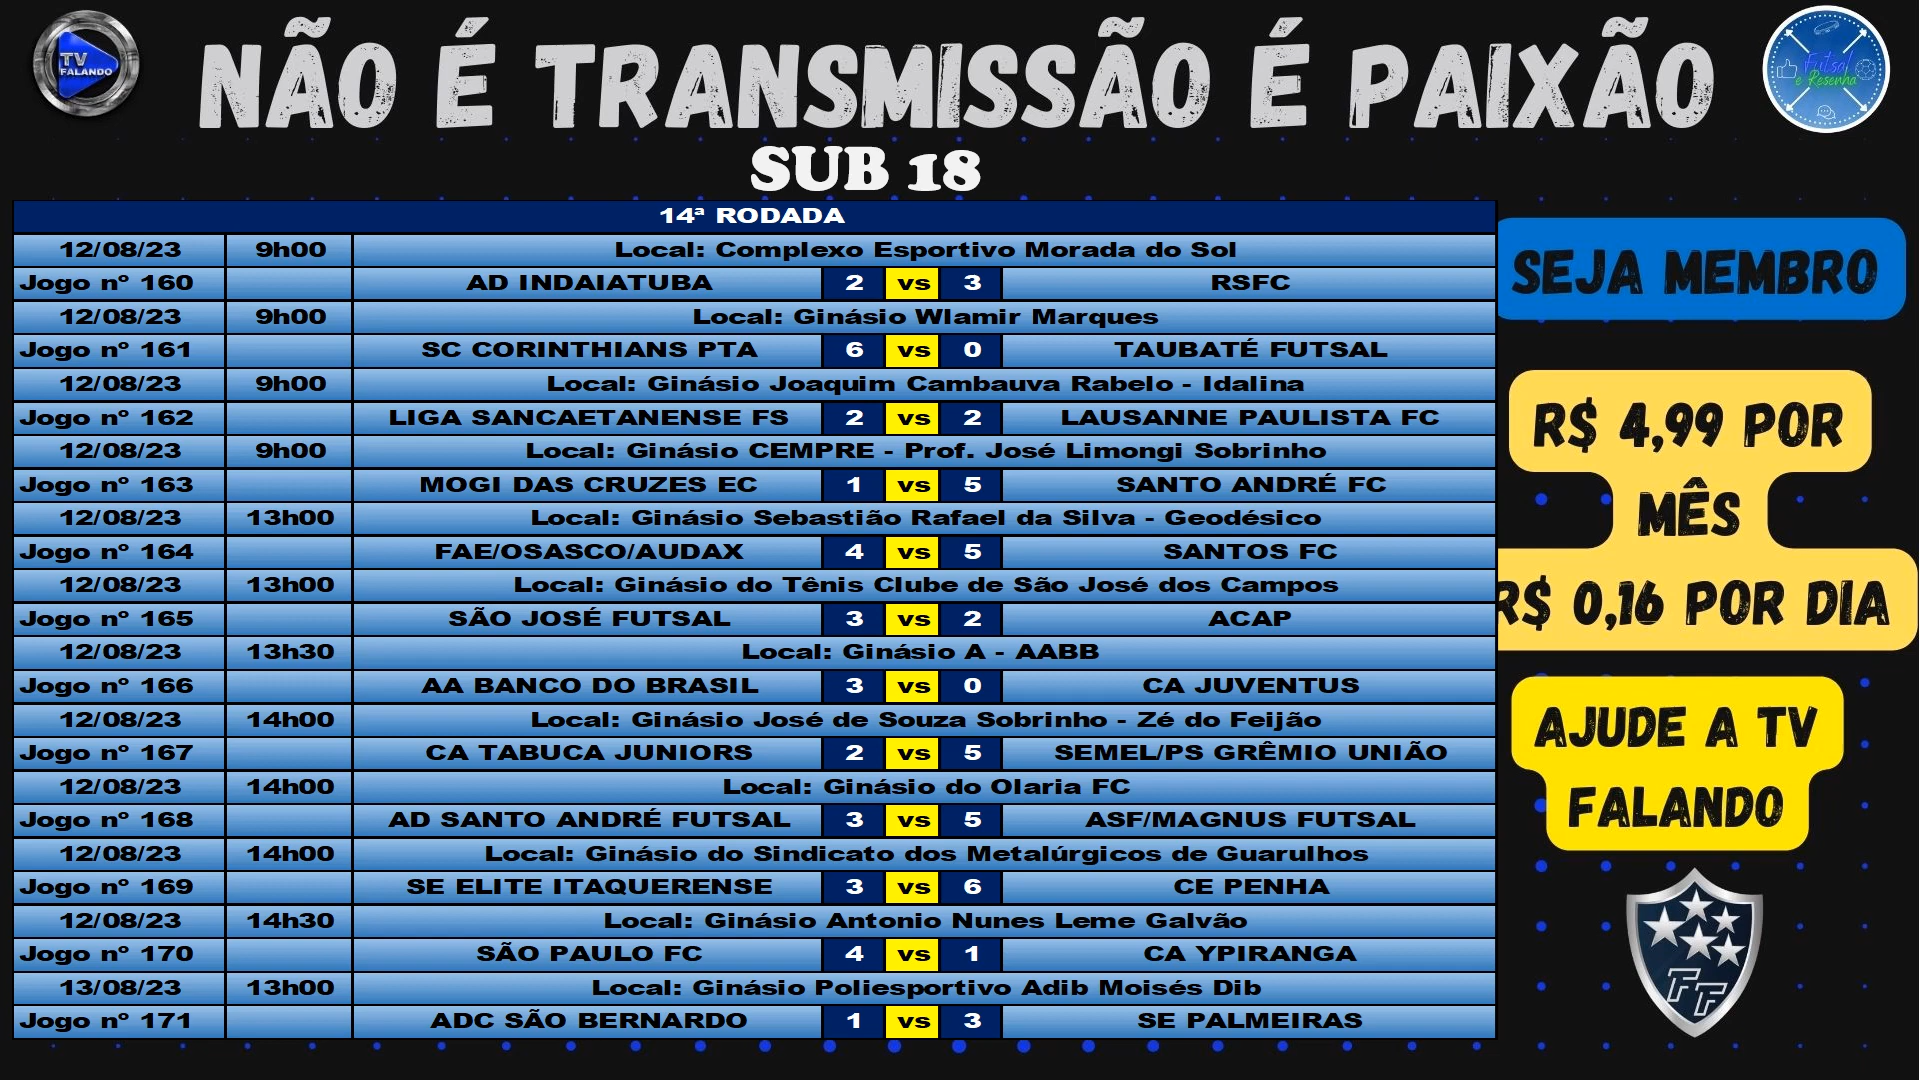 TV
FALANDO
NÃO É TRANSMISSÃO É PAIXÃO
Futsal
e Resenha
SUB 18
14ª RODADA
12/08/23 9h00 Local: Complexo Esportivo Morada do Sol
Jogo nº 160 AD INDAIATUBA 2 vs 3 RSFC
12/08/23 9h00 Local: Ginásio Wlamir Marques
Jogo nº 161 SC CORINTHIANS PTA 6 vs 0 TAUBATÉ FUTSAL
12/08/23 9h00 Local: Ginásio Joaquim Cambauva Rabelo - Idalina
Jogo nº 162 LIGA SANCAETANENSE FS 2 vs 2 LAUSANNE PAULISTA FC
12/08/23 9h00 Local: Ginásio CEMPRE - Prof. José Limongi Sobrinho
Jogo nº 163 MOGI DAS CRUZES EC 1 vs 5 SANTO ANDRÉ FC
12/08/23 13h00 Local: Ginásio Sebastião Rafael da Silva - Geodésico
Jogo nº 164 FAE/OSASCO/AUDAX 4 vs 5 SANTOS FC
12/08/23 13h00 Local: Ginásio do Tênis Clube de São José dos Campos
Jogo nº 165 SÃO JOSÉ FUTSAL 3 vs 2 ACAP
12/08/23 13h30 Local: Ginásio A - AABB
Jogo nº 166 AA BANCO DO BRASIL 3 vs 0 CA JUVENTUS
12/08/23 14h00 Local: Ginásio José de Souza Sobrinho - Zé do Feijão
Jogo nº 167 CA TABUCA JUNIORS 2 vs 5 SEMEL/PS GRÊMIO UNIÃO
12/08/23 14h00 Local: Ginásio do Olaria FC
Jogo nº 168 AD SANTO ANDRÉ FUTSAL 3 vs 5 ASF/MAGNUS FUTSAL
12/08/23 14h00 Local: Ginásio do Sindicato dos Metalúrgicos de Guarulhos
Jogo nº 169 SE ELITE ITAQUERENSE 3 vs 6 CE PENHA
12/08/23 14h30 Local: Ginásio Antonio Nunes Leme Galvão
Jogo nº 170 SÃO PAULO FC 4 vs 1 CA YPIRANGA
13/08/23 13h00 Local: Ginásio Poliesportivo Adib Moisés Dib
Jogo nº 171 ADC SÃO BERNARDO 1 vs 3 SE PALMEIRAS
SEJA MEMBRO
R$ 4,99 POR
MÊS
R$ 0,16 POR DIA
AJUDE A TV
FALANDO
FF